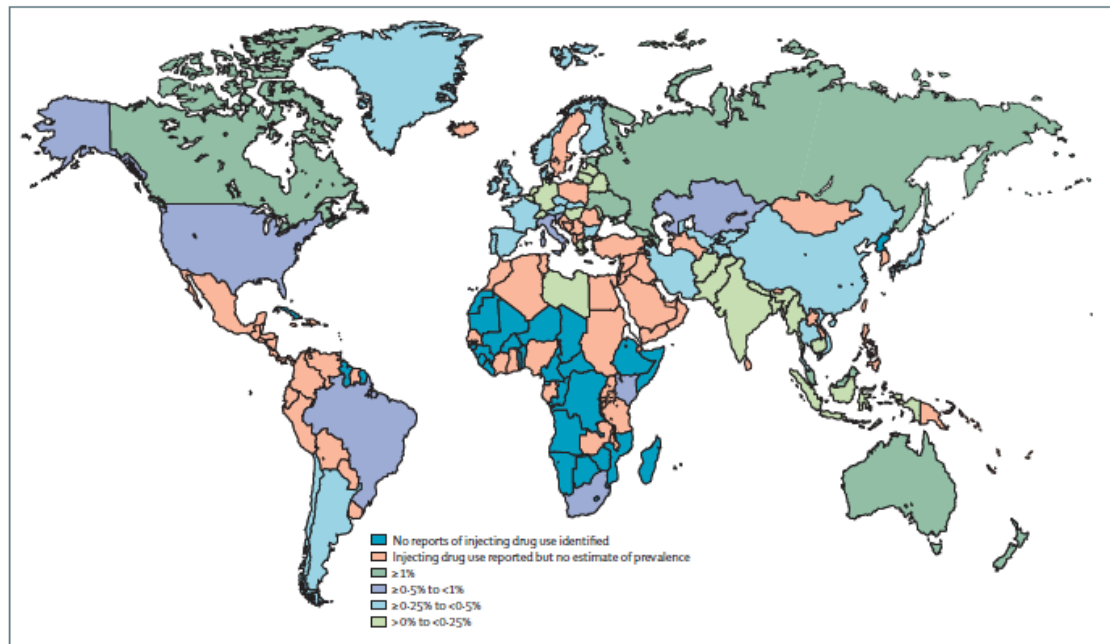 No reports of injecting drug use identified
Injecting drug use reported but no estimate of prevalence
≥1%
≥0·5% to <1%
≥0·25% to <0·5%
>0% to <0·25%